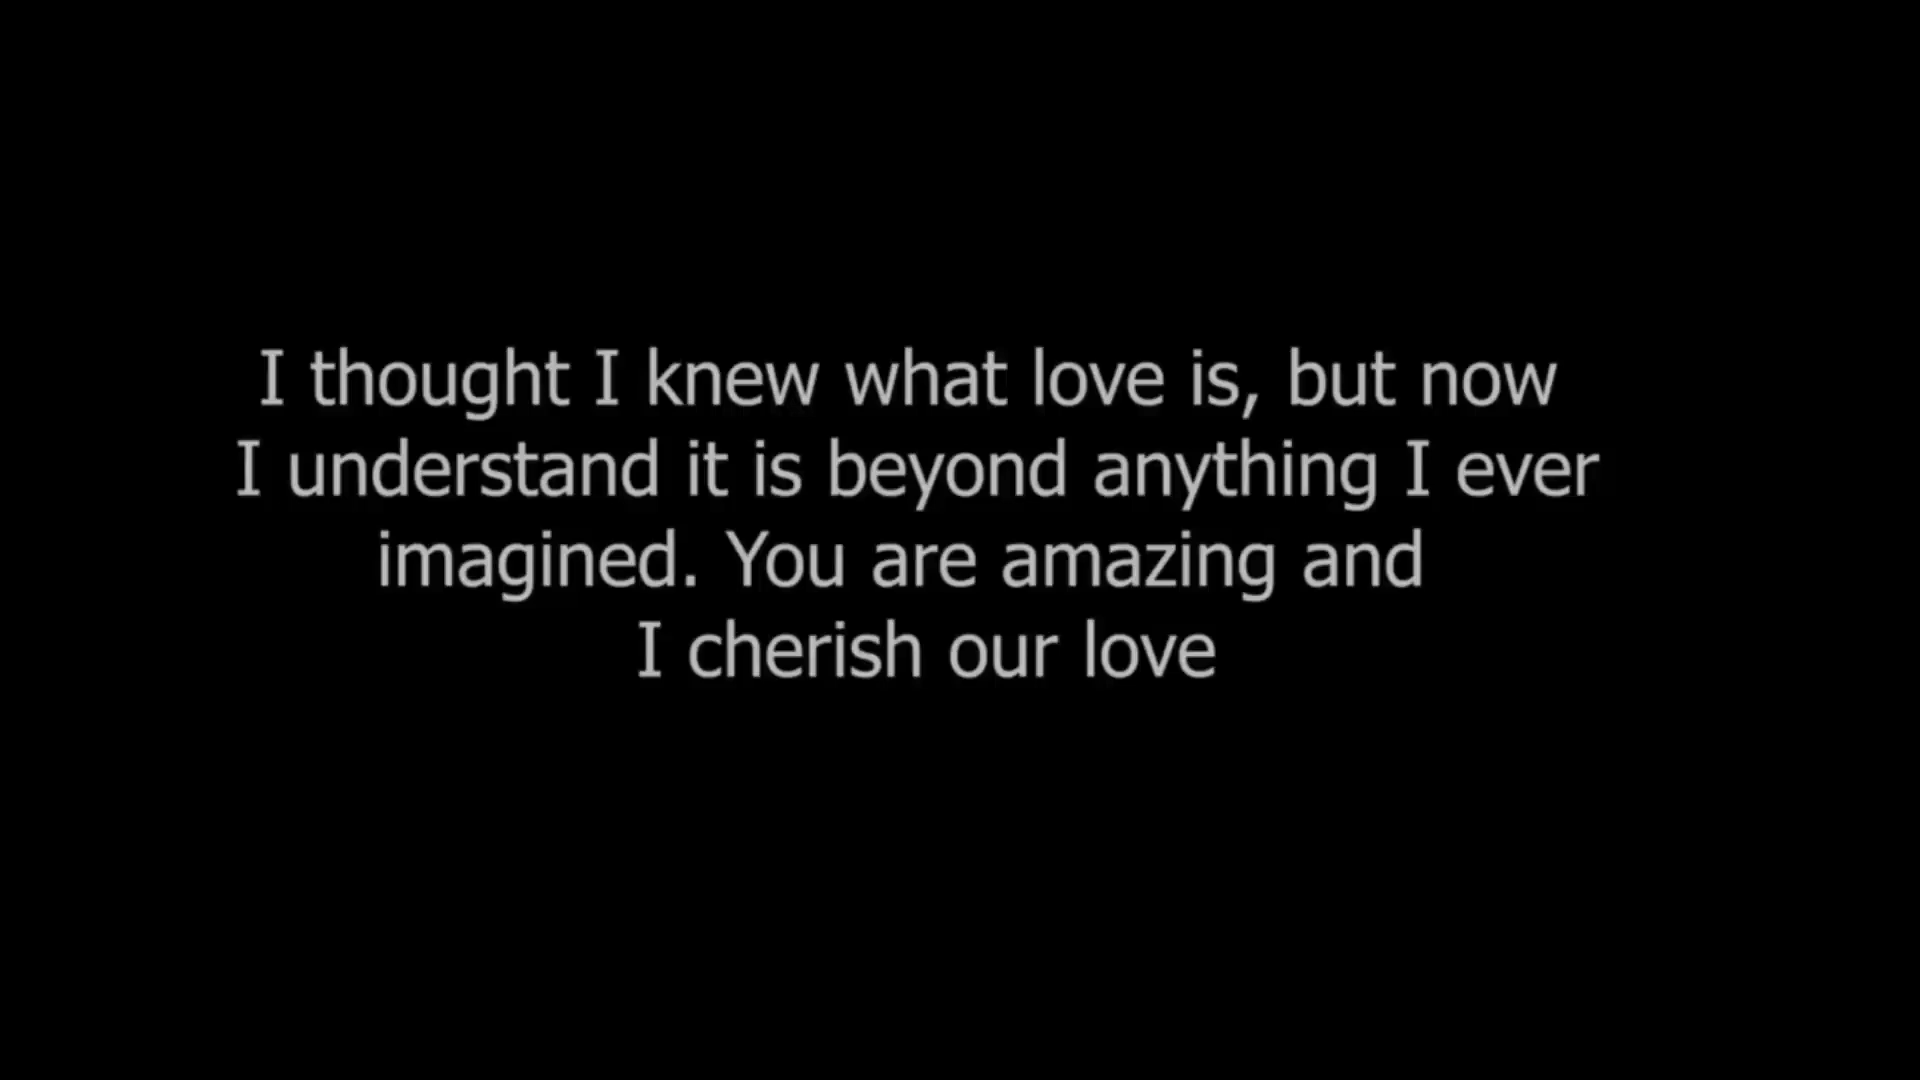 I thought I knew what love is, but now
I understand it is beyond anything I ever
imagined. You are amazing and
I cherish our love